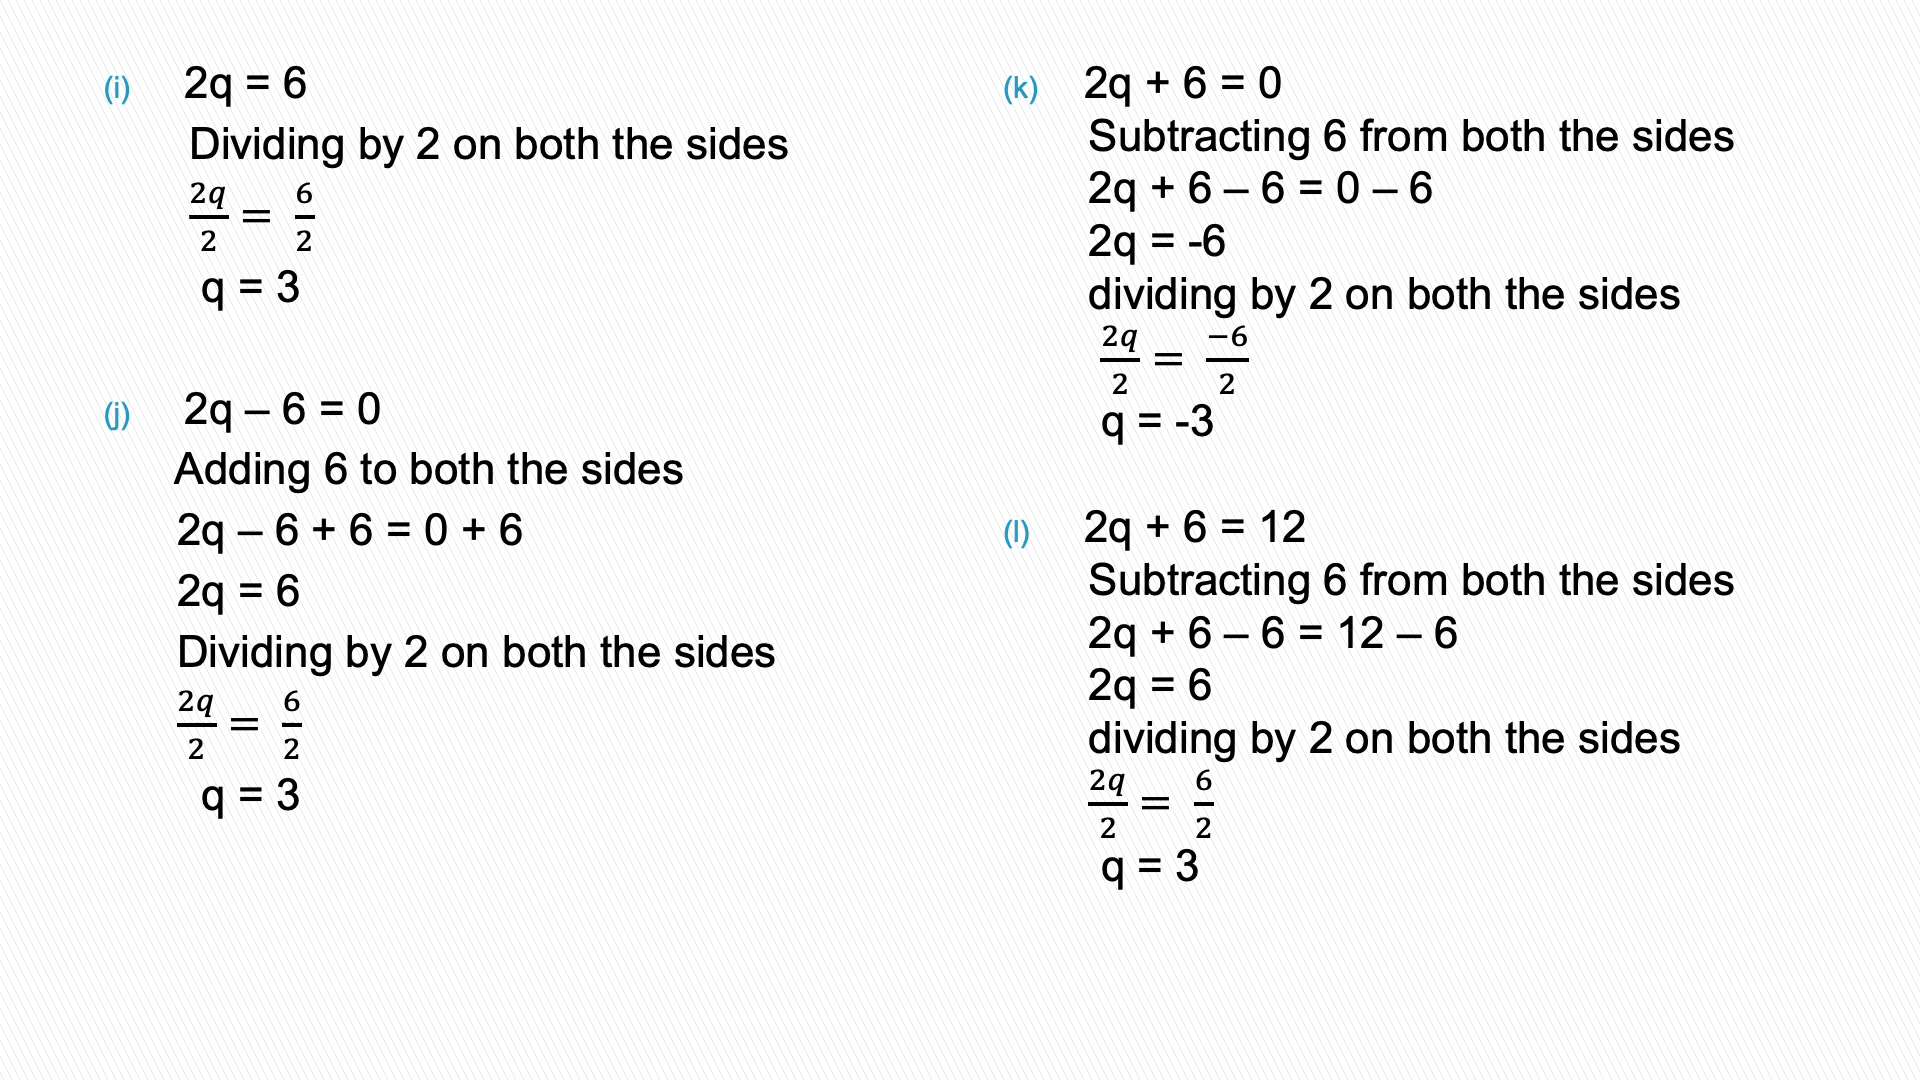 (i) 2q = 6
Dividing by 2 on both the sides
2q/2 = 6/2
q = 3
(j) 2q – 6 = 0
Adding 6 to both the sides
2q – 6 + 6 = 0 + 6
2q = 6
Dividing by 2 on both the sides
2q/2 = 6/2
q = 3
(k) 2q + 6 = 0
Subtracting 6 from both the sides
2q + 6 – 6 = 0 – 6
2q = -6
dividing by 2 on both the sides
2q/2 = −6/2
q = -3
(l) 2q + 6 = 12
Subtracting 6 from both the sides
2q + 6 – 6 = 12 – 6
2q = 6
dividing by 2 on both the sides
2q/2 = 6/2
q = 3